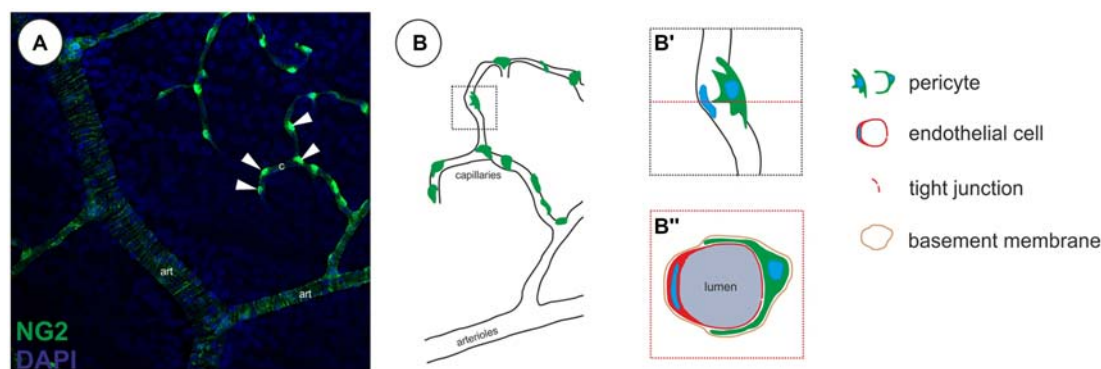 A
c
art
art
NG2
DAPI
B
capillaries
arterioles
B'
B"
lumen
pericyte
endothelial cell
tight junction
basement membrane